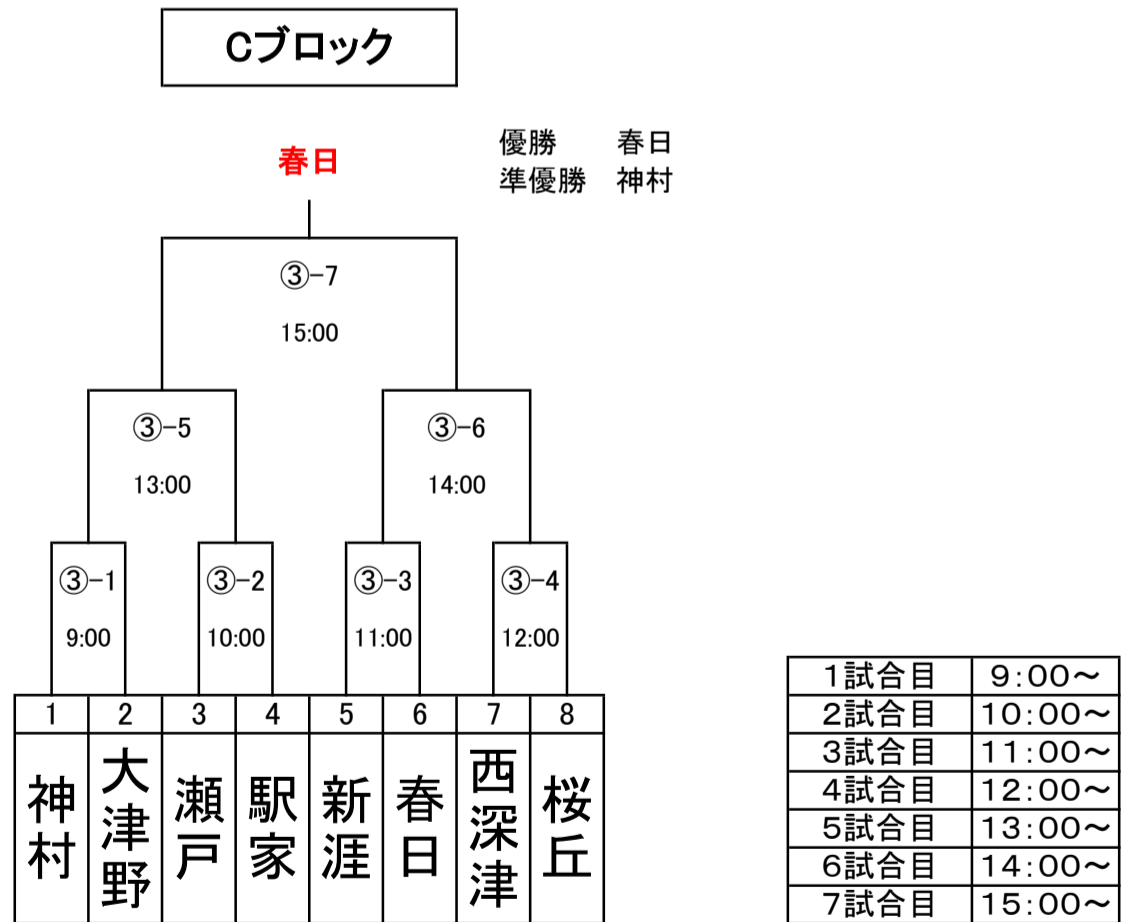 Cブロック
春日
優勝　春日
準優勝　神村
③-7
15:00
③-5
③-6
13:00
14:00
③-1
③-2
③-3
③-4
9:00
10:00
11:00
12:00
1 2 3 4 5 6 7 8
神村
大津野
瀬戸
駅家
新涯
春日
西深津
桜丘
1試合目 9:00～
2試合目 10:00～
3試合目 11:00～
4試合目 12:00～
5試合目 13:00～
6試合目 14:00～
7試合目 15:00～